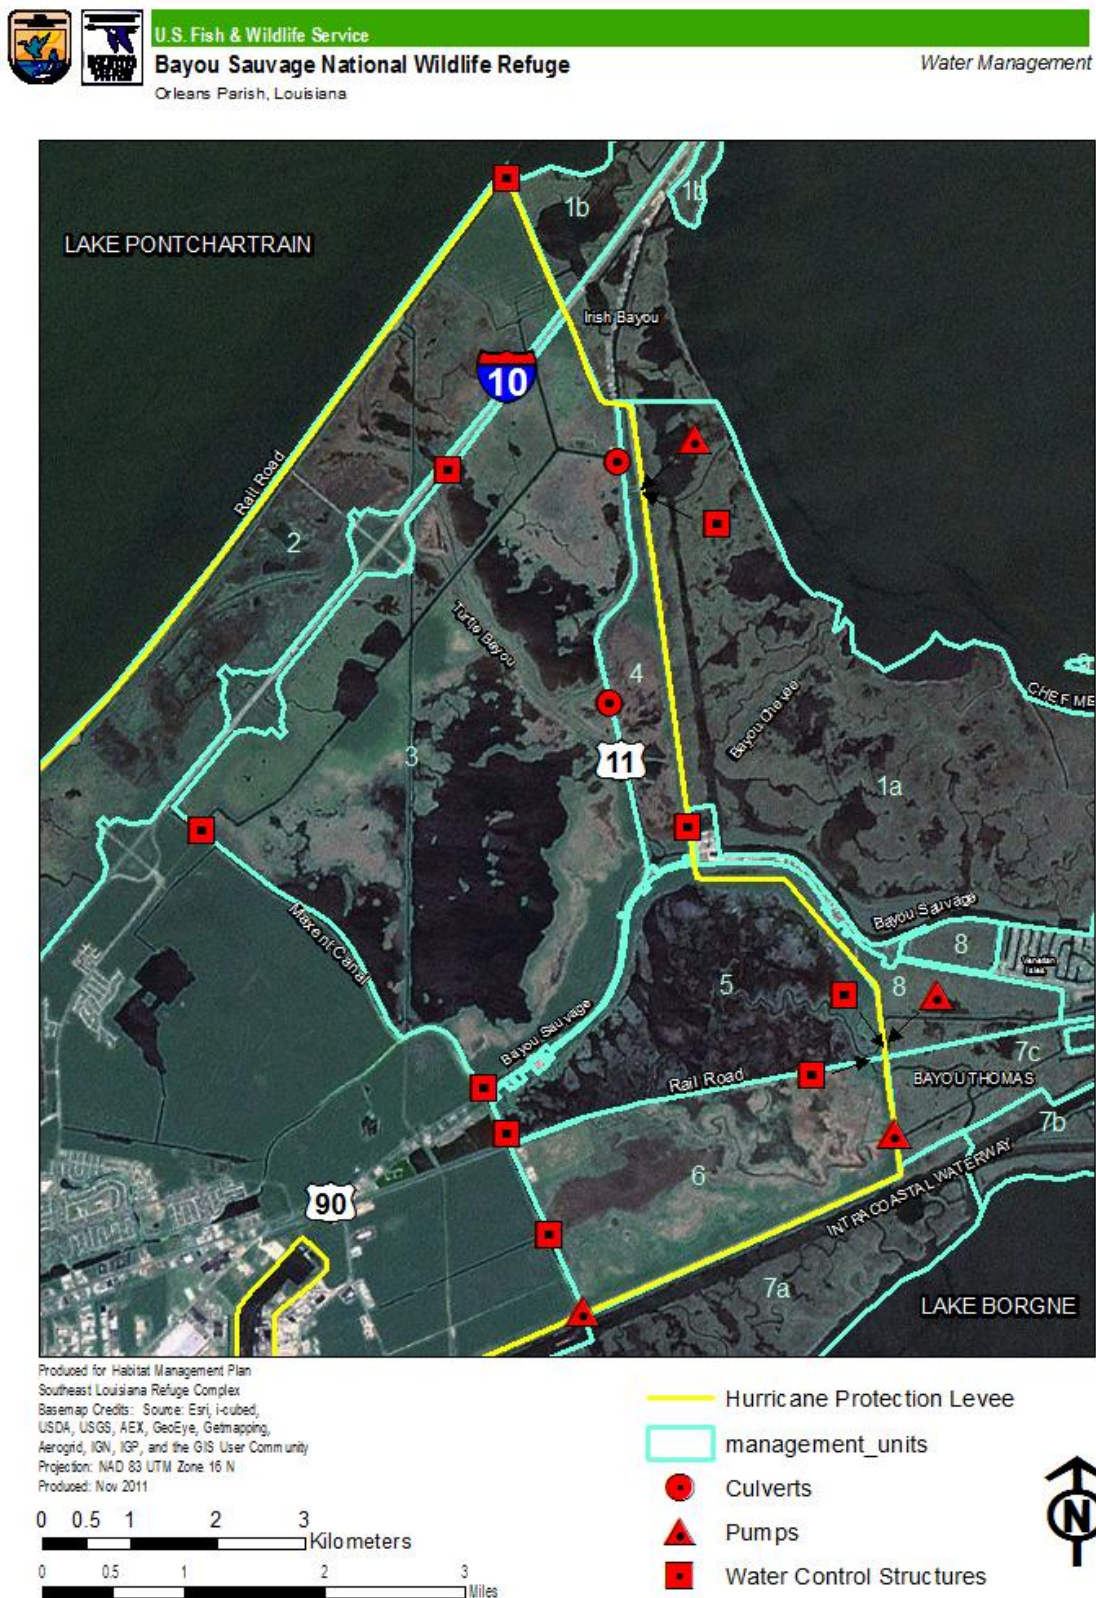 U.S. Fish & Wildlife Service
Bayou Sauvage National Wildlife Refuge
Water Management
Orleans Parish, Louisiana
1b
1b
LAKE PONTCHARTRAIN
Irish Bayou
10
Rail Road
2
Turtle Bayou
4
CHEF ME
Bayou Chevee
3
11
1a
Maxent Canal
Bayou Sauvage
8
Venetian
Isles
5
8
Bayou Sauvage
7c
Rail Road
BAYOU THOMAS
7b
6
90
INTRACOASTAL WATERWAY
7a
LAKE BORGNE
Produced for Habitat Management Plan
Southeast Louisiana Refuge Complex
Basemap Credits: Source: Esri, i-cubed,
USDA, USGS, AEX, GeoEye, Getmapping,
Aerogrid, IGN, IGP, and the GIS User Community
Projection: NAD 83 UTM Zone 16 N
Produced: Nov 2011
0 0.5 1 2 3
Kilometers
0 0.5 1 2 3
Miles
Hurricane Protection Levee
management_units
Culverts
Pumps
Water Control Structures
N